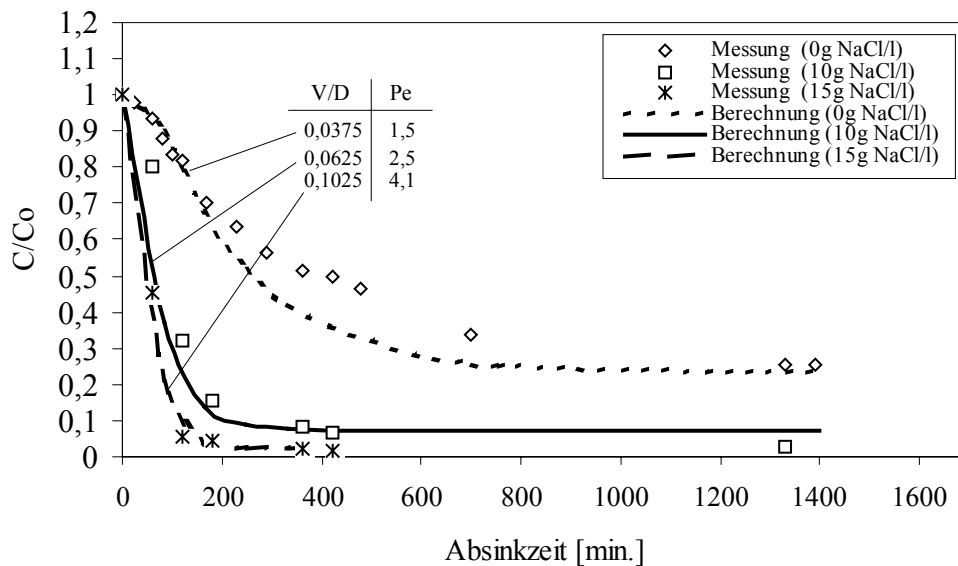 1,2
1,1
1
0,9
0,8
0,7
0,6
0,5
0,4
0,3
0,2
0,1
0
C/Co
V/D Pe
0,0375 1,5
0,0625 2,5
0,1025 4,1
Messung (0g NaCl/l)
Messung (10g NaCl/l)
Messung (15g NaCl/l)
Berechnung (0g NaCl/l)
Berechnung (10g NaCl/l)
Berechnung (15g NaCl/l)
0 200 400 600 800 1000 1200 1400 1600
Absinkzeit [min.]